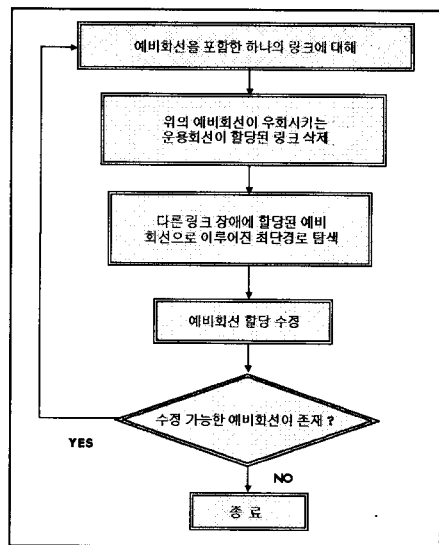 예비회선을 포함한 하나의 링크에 대해
위의 예비회선이 우회시키는
운용회선이 할당된 링크 삭제
다른 링크 장애에 할당된 예비
회선으로 이루어진 최단경로 탐색
예비회선 할당 수정
수정 가능한 예비회선이 존재 ?
YES
NO
종 료